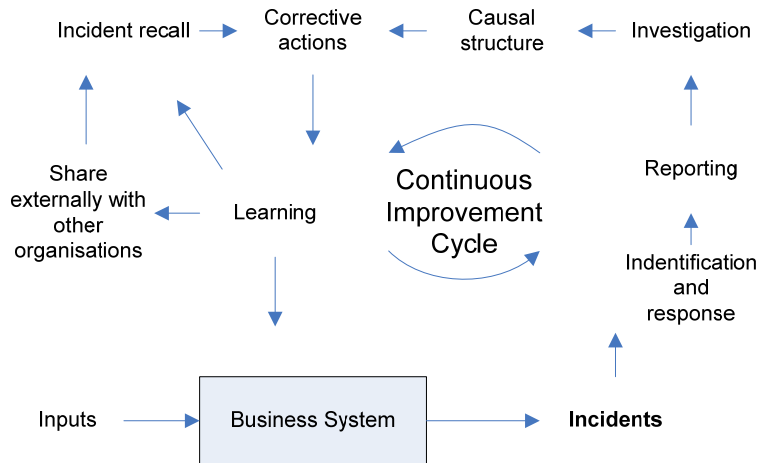 Incident recall
Corrective
actions
Causal
structure
Investigation
Share
externally with
other
organisations
Learning
Continuous
Improvement
Cycle
Reporting
Indentification
and
response
Inputs
Business System
Incidents